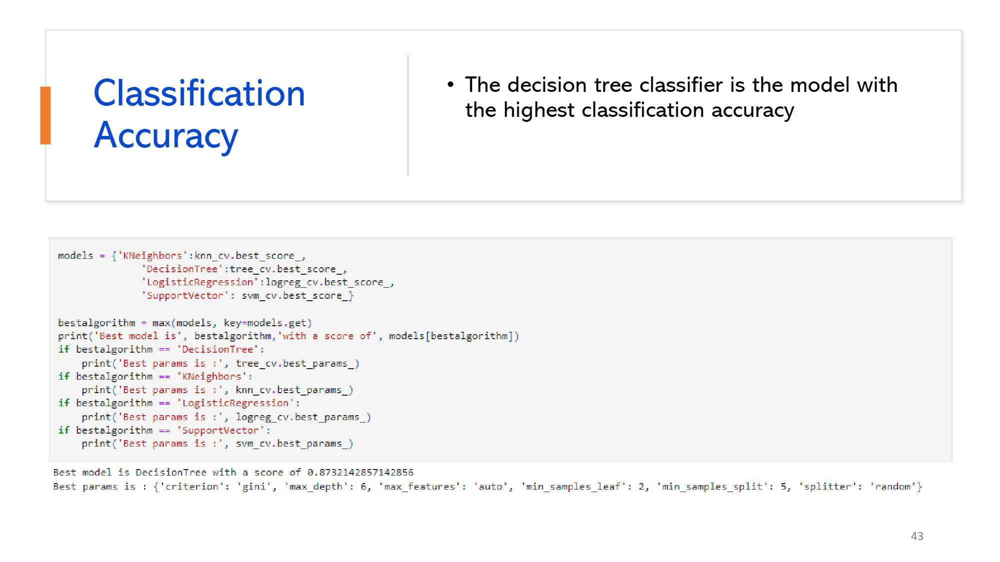 Classification
Accuracy
• The decision tree classifier is the model with
the highest classification accuracy
models = {'KNeighbors':knn_cv.best_score_,
              'DecisionTree':tree_cv.best_score_,
              'LogisticRegression':logreg_cv.best_score_,
              'SupportVector': svm_cv.best_score_}
bestalgorithm = max(models, key=models.get)
print('Best model is', bestalgorithm,'with a score of', models[bestalgorithm])
if bestalgorithm == 'DecisionTree':
    print('Best params is :', tree_cv.best_params_)
if bestalgorithm == 'KNeighbors':
    print('Best params is :', knn_cv.best_params_)
if bestalgorithm == 'LogisticRegression':
    print('Best params is :', logreg_cv.best_params_)
if bestalgorithm == 'SupportVector':
    print('Best params is :', svm_cv.best_params_)
Best model is DecisionTree with a score of 0.8732142857142856
Best params is : {'criterion': 'gini', 'max_depth': 6, 'max_features': 'auto', 'min_samples_leaf': 2, 'min_samples_split': 5, 'splitter': 'random'}
43